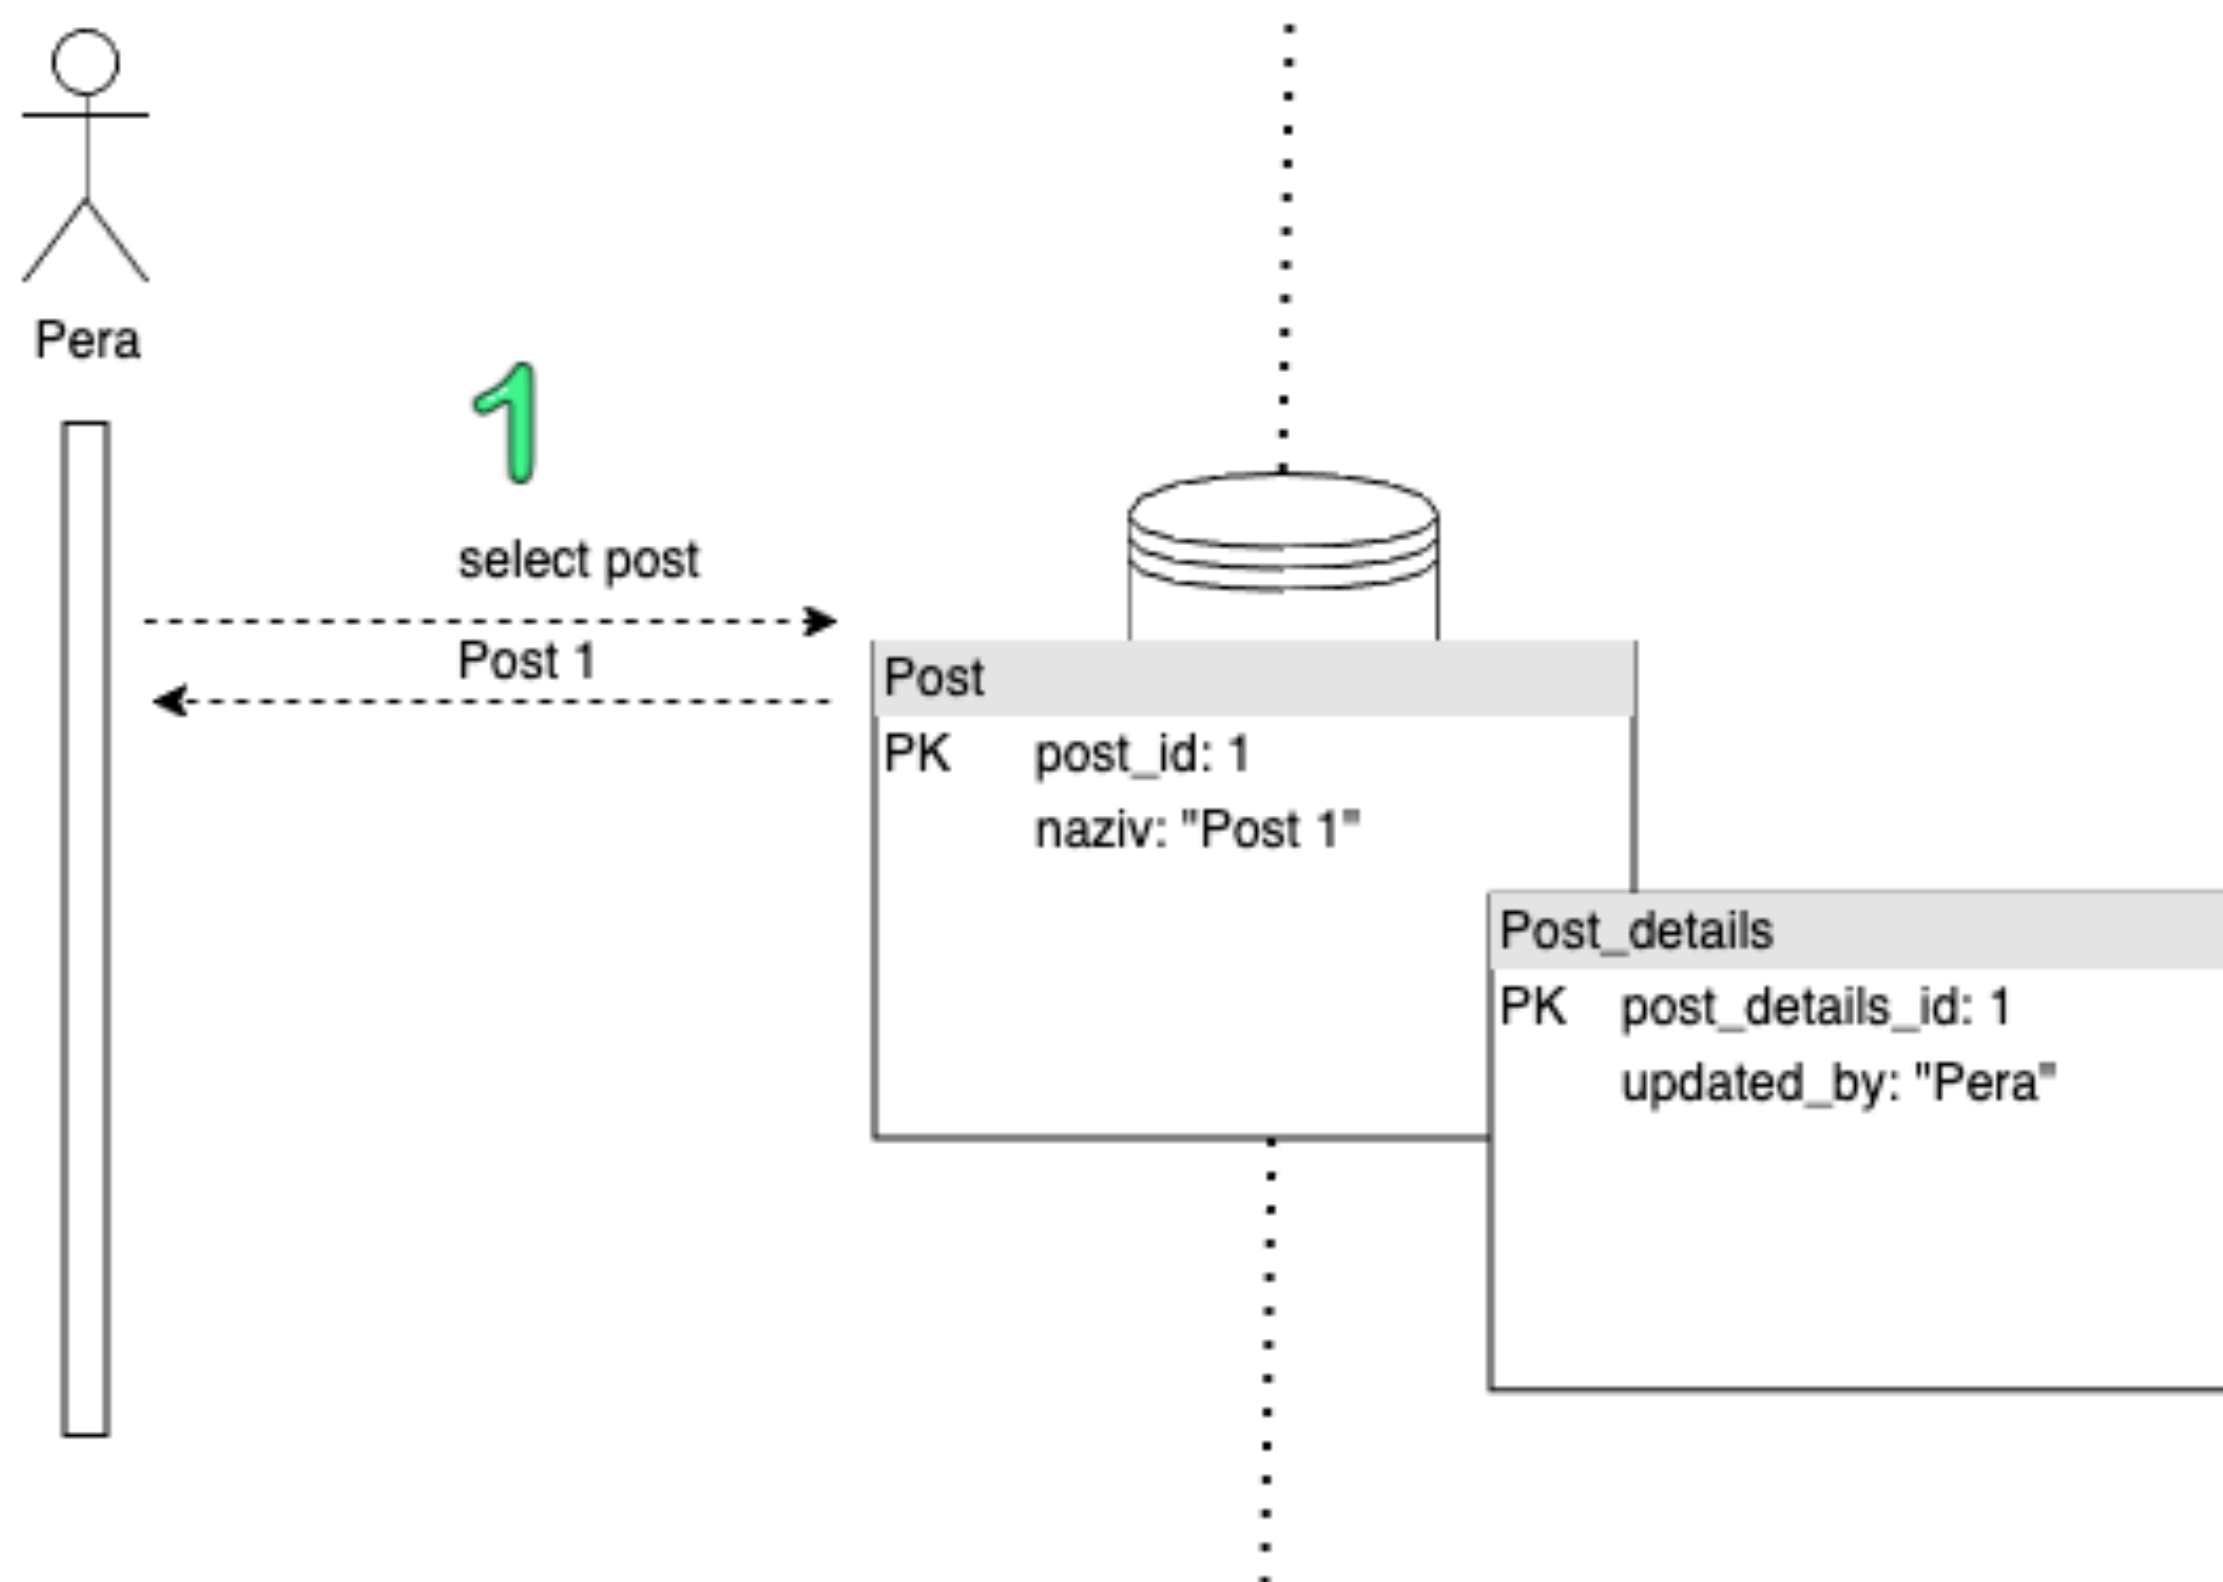 Pera
1
select post
Post 1
Post
PK post_id: 1
naziv: "Post 1"
Post_details
PK post_details_id: 1
updated_by: "Pera"